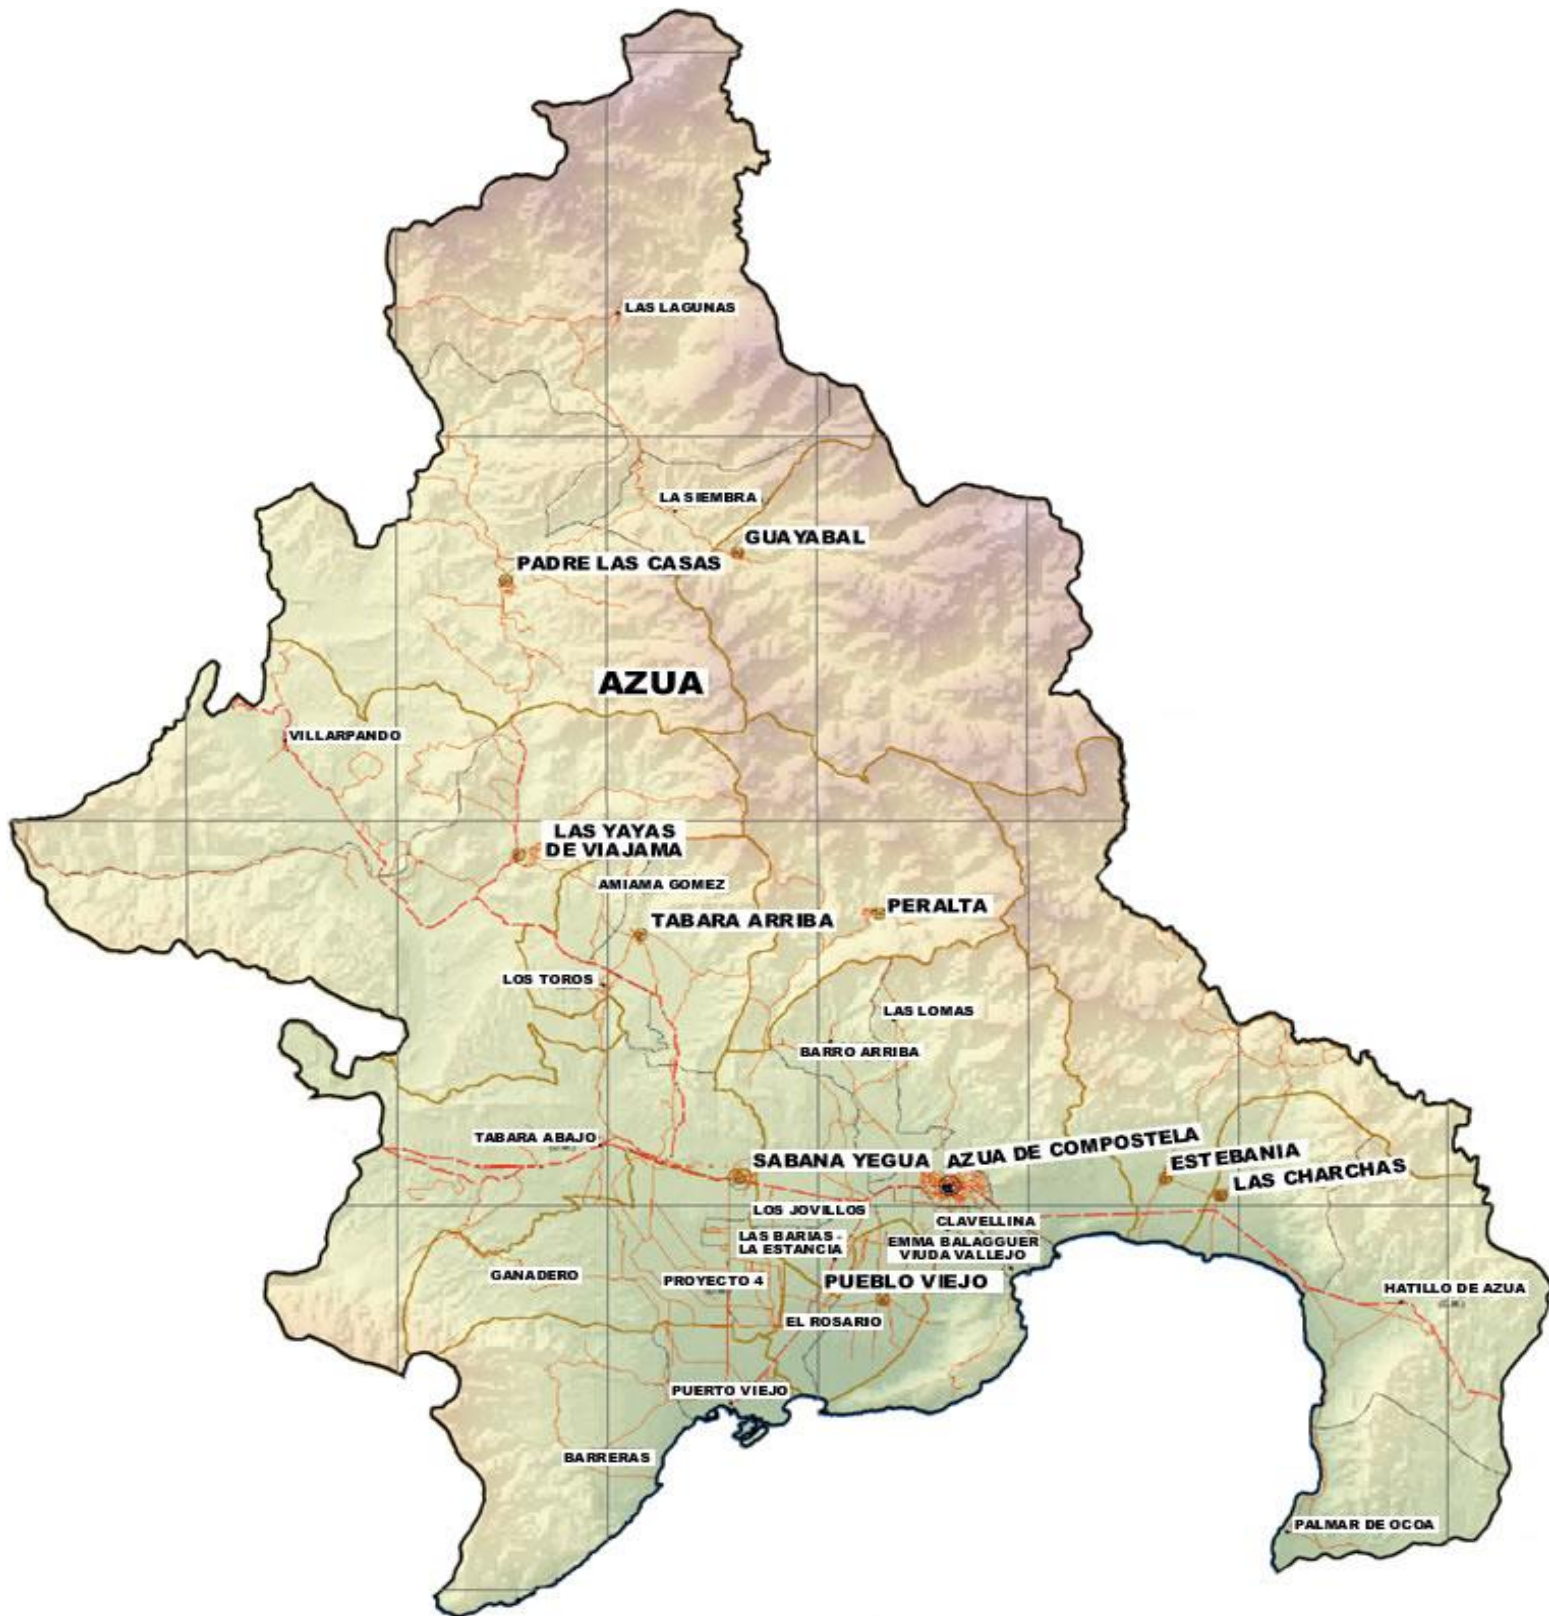 LAS LAGUNAS
LA SIEMBRA
GUAYABAL
PADRE LAS CASAS
AZUA
VILLARPANDO
LAS YAYAS
DE VIAJAMA
AMIAMA GOMEZ
PERALTA
TABARA ARRIBA
LOS TOROS
LAS LOMAS
BARRO ARRIBA
TABARA ABAJO
SABANA YEGUA
AZUA DE COMPOSTELA
ESTEBANIA
LAS CHARCHAS
LOS JOVILLOS
CLAVELLINA
LAS BARIAS -
LA ESTANCIA
EMMA BALAGGUER
VIUDA VALLEJO
GANADERO
PROYECTO 4
PUEBLO VIEJO
HATILLO DE AZUA
EL ROSARIO
PUERTO VIEJO
BARRERAS
PALMAR DE OCOA